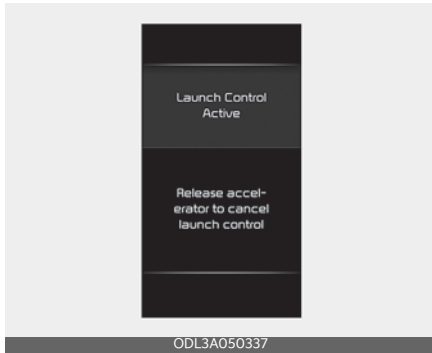 Launch Control
Active
Release accel-
erator to cancel
launch control
ODL3A050337